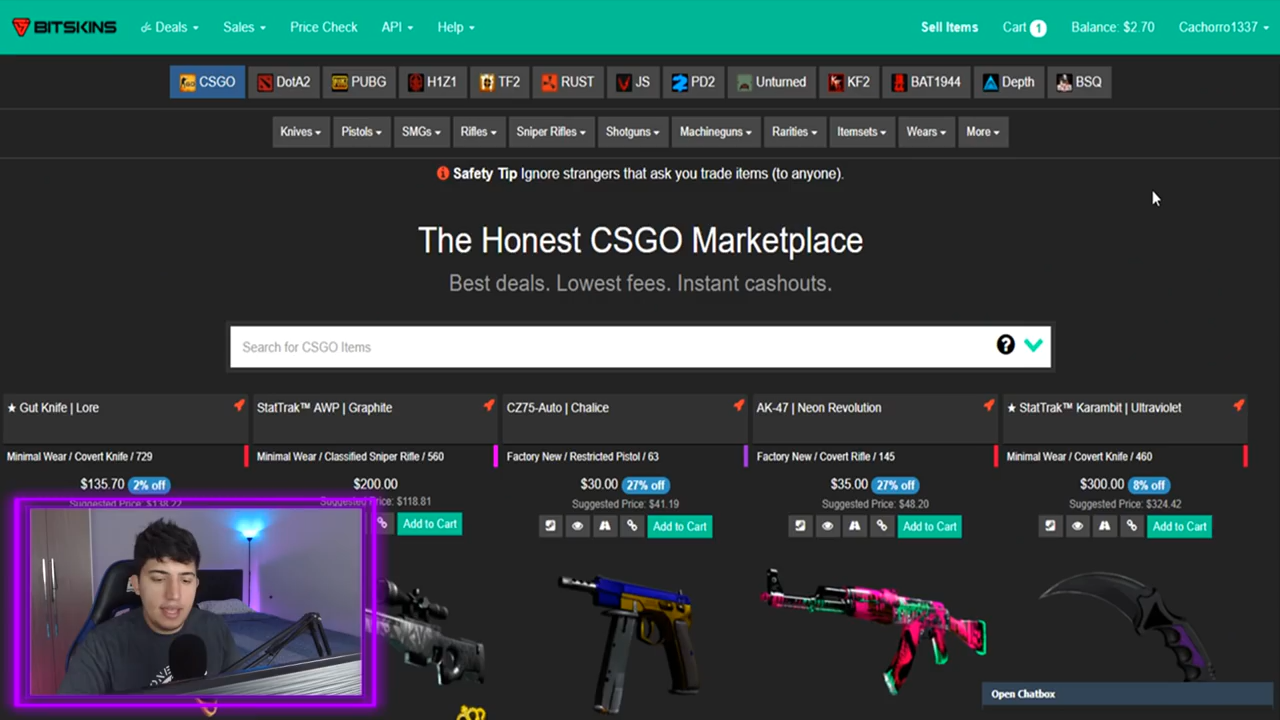 BITSKINS Deals Sales Price Check API Help Sell Items Cart 1 Balance: $2.70 Cachorro1337
CSGO DotA2 PUBG H1Z1 TF2 RUST JS PD2 Unturned KF2 BAT1944 Depth BSQ
Knives Pistols SMGs Rifles Sniper Rifles Shotguns Machineguns Rarities Itemsets Wears More
Safety Tip Ignore strangers that ask you trade items (to anyone).
The Honest CSGO Marketplace
Best deals. Lowest fees. Instant cashouts.
Search for CSGO Items ?
★ Gut Knife | Lore StatTrak™ AWP | Graphite CZ75-Auto | Chalice AK-47 | Neon Revolution ★ StatTrak™ Karambit | Ultraviolet
Minimal Wear / Covert Knife / 729 Minimal Wear / Classified Sniper Rifle / 560 Factory New / Restricted Pistol / 63 Factory New / Covert Rifle / 145 Minimal Wear / Covert Knife / 460
$135.70 2% off $200.00 $30.00 27% off $35.00 27% off $300.00 8% off
Suggested Price: $138.22 Suggested Price: $118.81 Suggested Price: $41.19 Suggested Price: $48.20 Suggested Price: $324.42
Add to Cart Add to Cart Add to Cart Add to Cart
Open Chatbox